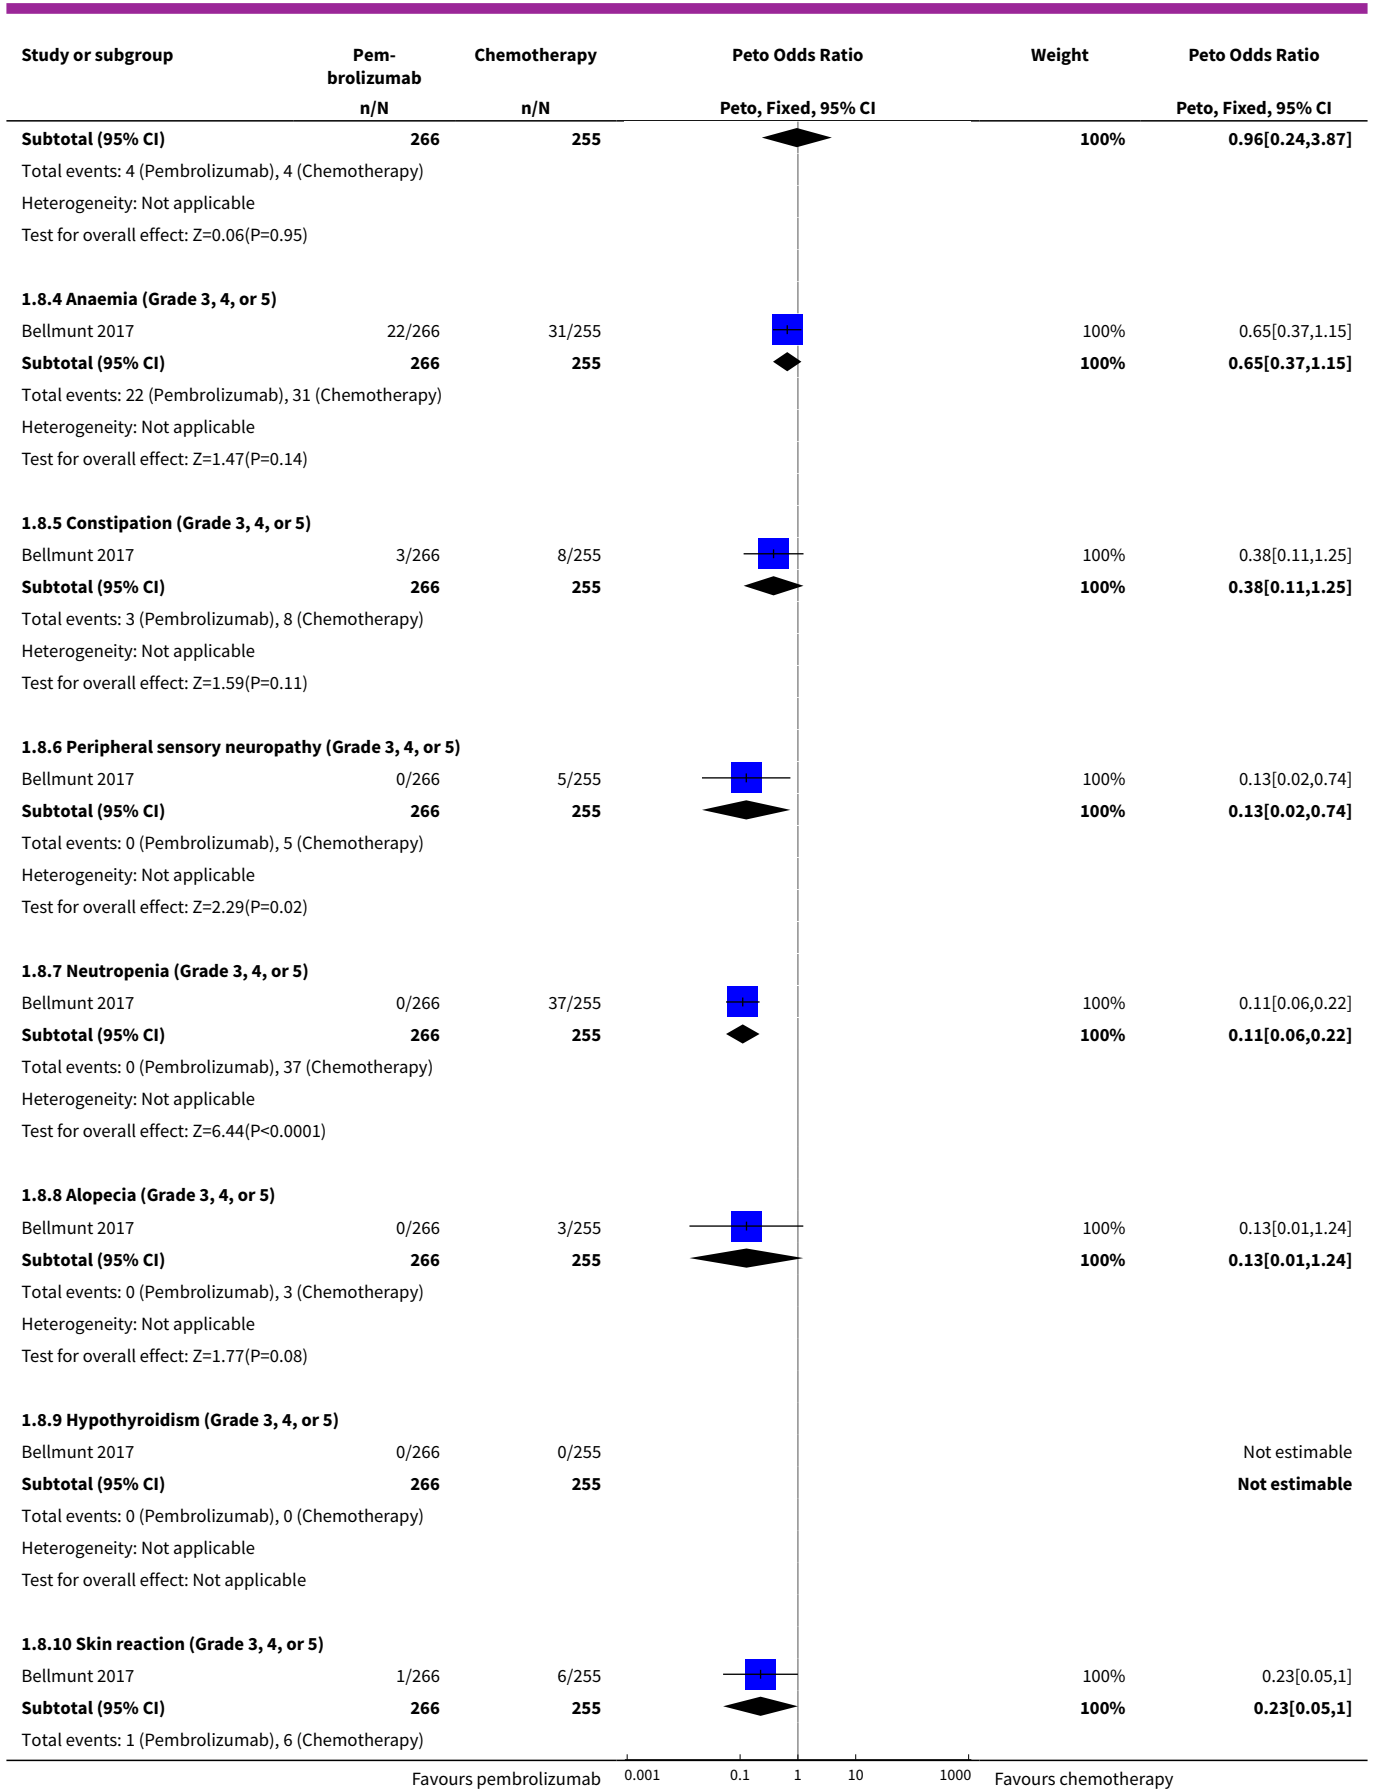 Study or subgroup Pem- Chemotherapy Peto Odds Ratio Weight Peto Odds Ratio
brolizumab
n/N n/N Peto, Fixed, 95% CI Peto, Fixed, 95% CI
Subtotal (95% CI) 266 255 100% 0.96[0.24,3.87]
Total events: 4 (Pembrolizumab), 4 (Chemotherapy)
Heterogeneity: Not applicable
Test for overall effect: Z=0.06(P=0.95)
1.8.4 Anaemia (Grade 3, 4, or 5)
Bellmunt 2017 22/266 31/255 100% 0.65[0.37,1.15]
Subtotal (95% CI) 266 255 100% 0.65[0.37,1.15]
Total events: 22 (Pembrolizumab), 31 (Chemotherapy)
Heterogeneity: Not applicable
Test for overall effect: Z=1.47(P=0.14)
1.8.5 Constipation (Grade 3, 4, or 5)
Bellmunt 2017 3/266 8/255 100% 0.38[0.11,1.25]
Subtotal (95% CI) 266 255 100% 0.38[0.11,1.25]
Total events: 3 (Pembrolizumab), 8 (Chemotherapy)
Heterogeneity: Not applicable
Test for overall effect: Z=1.59(P=0.11)
1.8.6 Peripheral sensory neuropathy (Grade 3, 4, or 5)
Bellmunt 2017 0/266 5/255 100% 0.13[0.02,0.74]
Subtotal (95% CI) 266 255 100% 0.13[0.02,0.74]
Total events: 0 (Pembrolizumab), 5 (Chemotherapy)
Heterogeneity: Not applicable
Test for overall effect: Z=2.29(P=0.02)
1.8.7 Neutropenia (Grade 3, 4, or 5)
Bellmunt 2017 0/266 37/255 100% 0.11[0.06,0.22]
Subtotal (95% CI) 266 255 100% 0.11[0.06,0.22]
Total events: 0 (Pembrolizumab), 37 (Chemotherapy)
Heterogeneity: Not applicable
Test for overall effect: Z=6.44(P<0.0001)
1.8.8 Alopecia (Grade 3, 4, or 5)
Bellmunt 2017 0/266 3/255 100% 0.13[0.01,1.24]
Subtotal (95% CI) 266 255 100% 0.13[0.01,1.24]
Total events: 0 (Pembrolizumab), 3 (Chemotherapy)
Heterogeneity: Not applicable
Test for overall effect: Z=1.77(P=0.08)
1.8.9 Hypothyroidism (Grade 3, 4, or 5)
Bellmunt 2017 0/266 0/255 Not estimable
Subtotal (95% CI) 266 255 Not estimable
Total events: 0 (Pembrolizumab), 0 (Chemotherapy)
Heterogeneity: Not applicable
Test for overall effect: Not applicable
1.8.10 Skin reaction (Grade 3, 4, or 5)
Bellmunt 2017 1/266 6/255 100% 0.23[0.05,1]
Subtotal (95% CI) 266 255 100% 0.23[0.05,1]
Total events: 1 (Pembrolizumab), 6 (Chemotherapy)
Favours pembrolizumab 0.001 0.1 1 10 1000 Favours chemotherapy